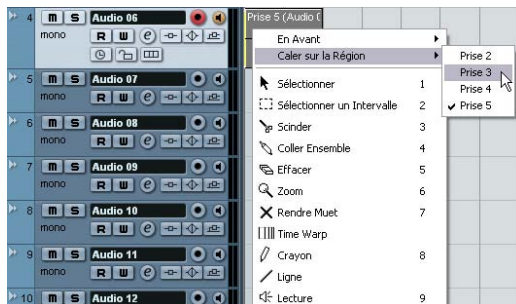 4 M S Audio 06
mono R W e
Prise 5 (Audio 0
En Avant
Caler sur la Région
Prise 2
Prise 3
Prise 4
Prise 5
Sélectionner 1
Sélectionner un Intervalle 2
Scinder 3
Coller Ensemble 4
Effacer 5
Zoom 6
Rendre Muet 7
Time Warp
Crayon 8
Ligne
Lecture 9
5 M S Audio 07
mono R W e
6 M S Audio 08
mono R W e
7 M S Audio 09
mono R W e
8 M S Audio 10
mono R W e
9 M S Audio 11
mono R W e
10 M S Audio 12